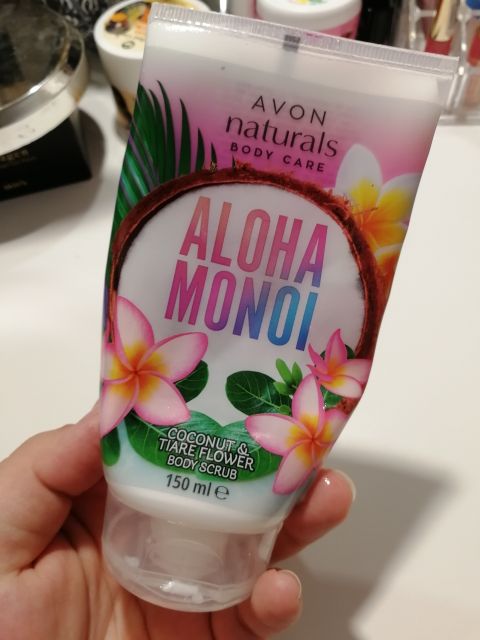 AVON
naturals
BODY CARE
ALOHA
MONOI
COCONUT &
TIARE FLOWER
BODY SCRUB
150 ml ℮